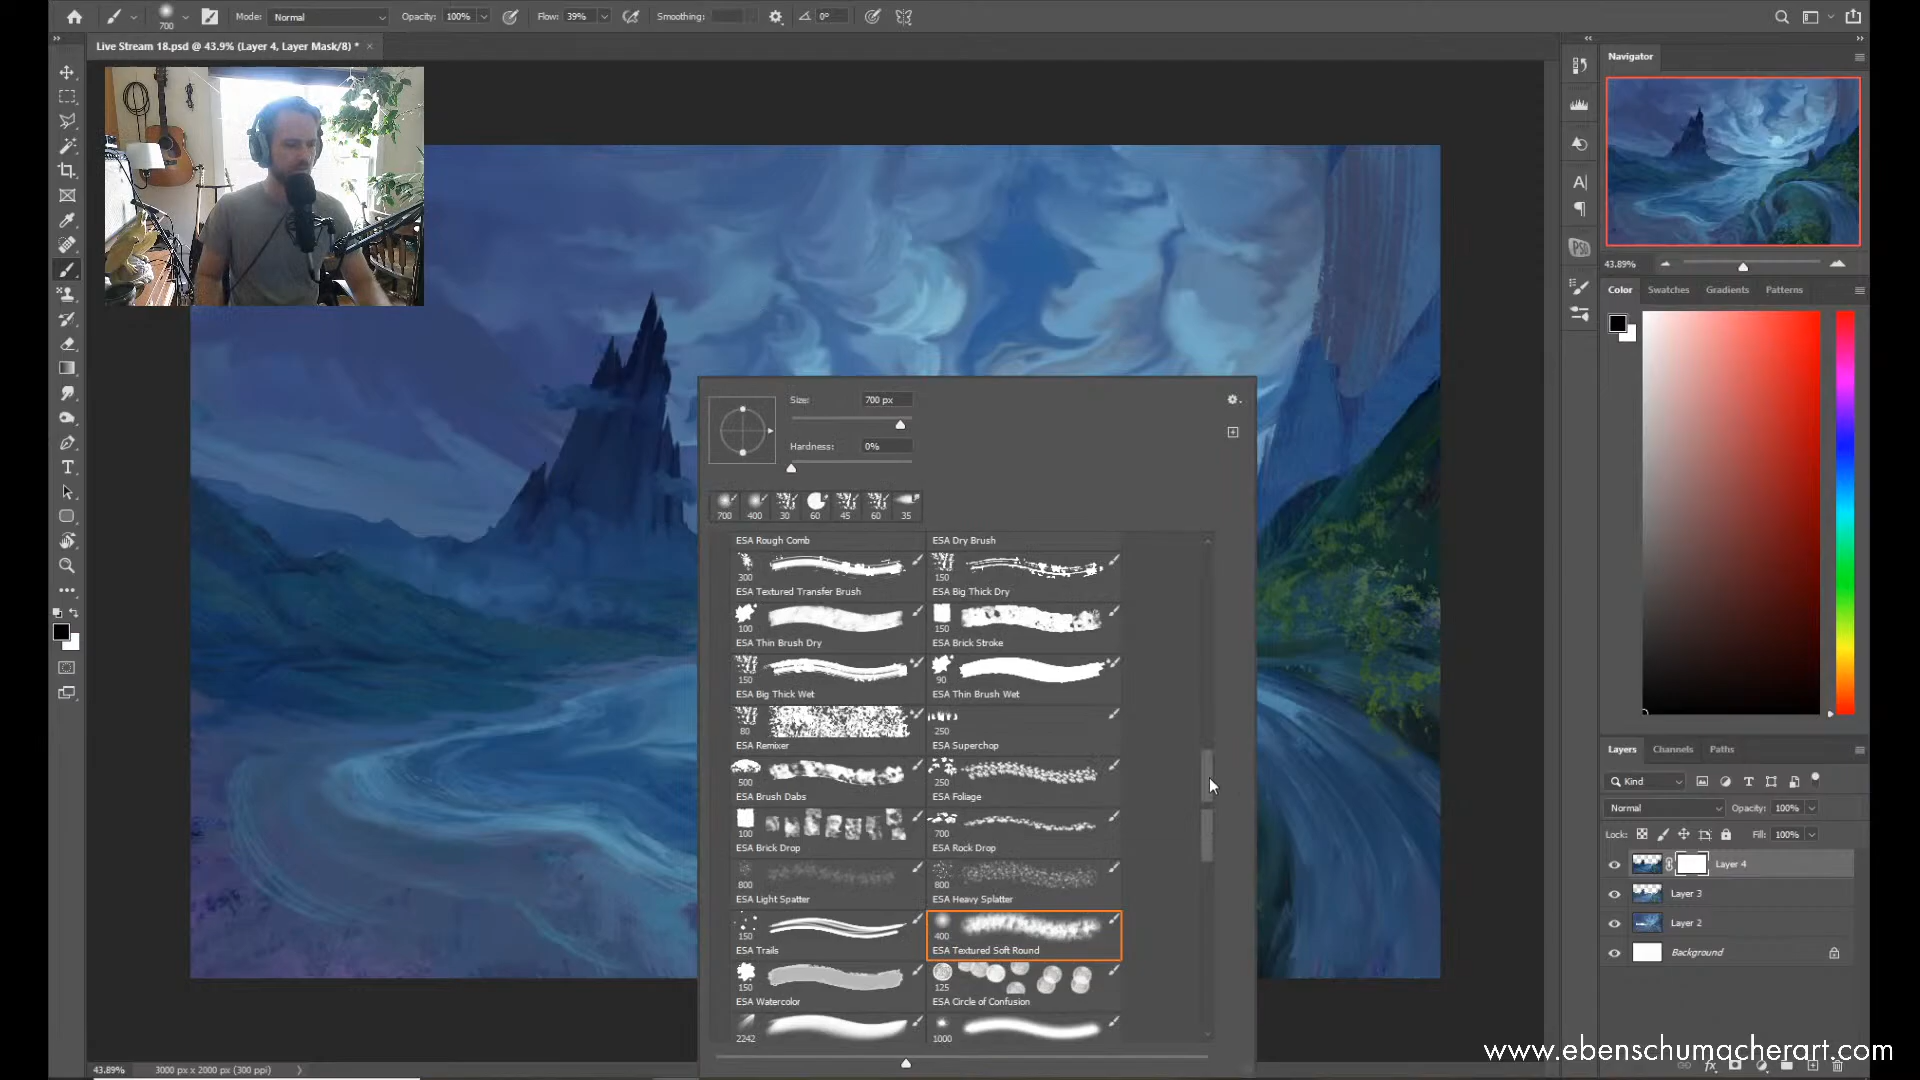 700
Mode: Normal
Opacity: 100%
Flow: 39%
Smoothing:
0°
Live Stream 18.psd @ 43.9% (Layer 4, Layer Mask/8) *
Size: 700 px
Hardness: 0%
700 400 30 60 45 60 35
ESA Rough Comb
ESA Dry Brush
300
ESA Textured Transfer Brush
150
ESA Big Thick Dry
100
ESA Thin Brush Dry
150
ESA Brick Stroke
150
ESA Big Thick Wet
90
ESA Thin Brush Wet
80
ESA Remixer
250
ESA Superchop
500
ESA Brush Dabs
250
ESA Foliage
100
ESA Brick Drop
700
ESA Rock Drop
800
ESA Light Spatter
800
ESA Heavy Splatter
150
ESA Trails
400
ESA Textured Soft Round
150
ESA Watercolor
125
ESA Circle of Confusion
2242
1000
Navigator
43.89%
Color Swatches Gradients Patterns
Layers Channels Paths
Kind
Normal
Opacity: 100%
Lock:
Fill: 100%
Layer 4
Layer 3
Layer 2
Background
43.89%
3000 px x 2000 px (300 ppi)
www.ebenschumacherart.com